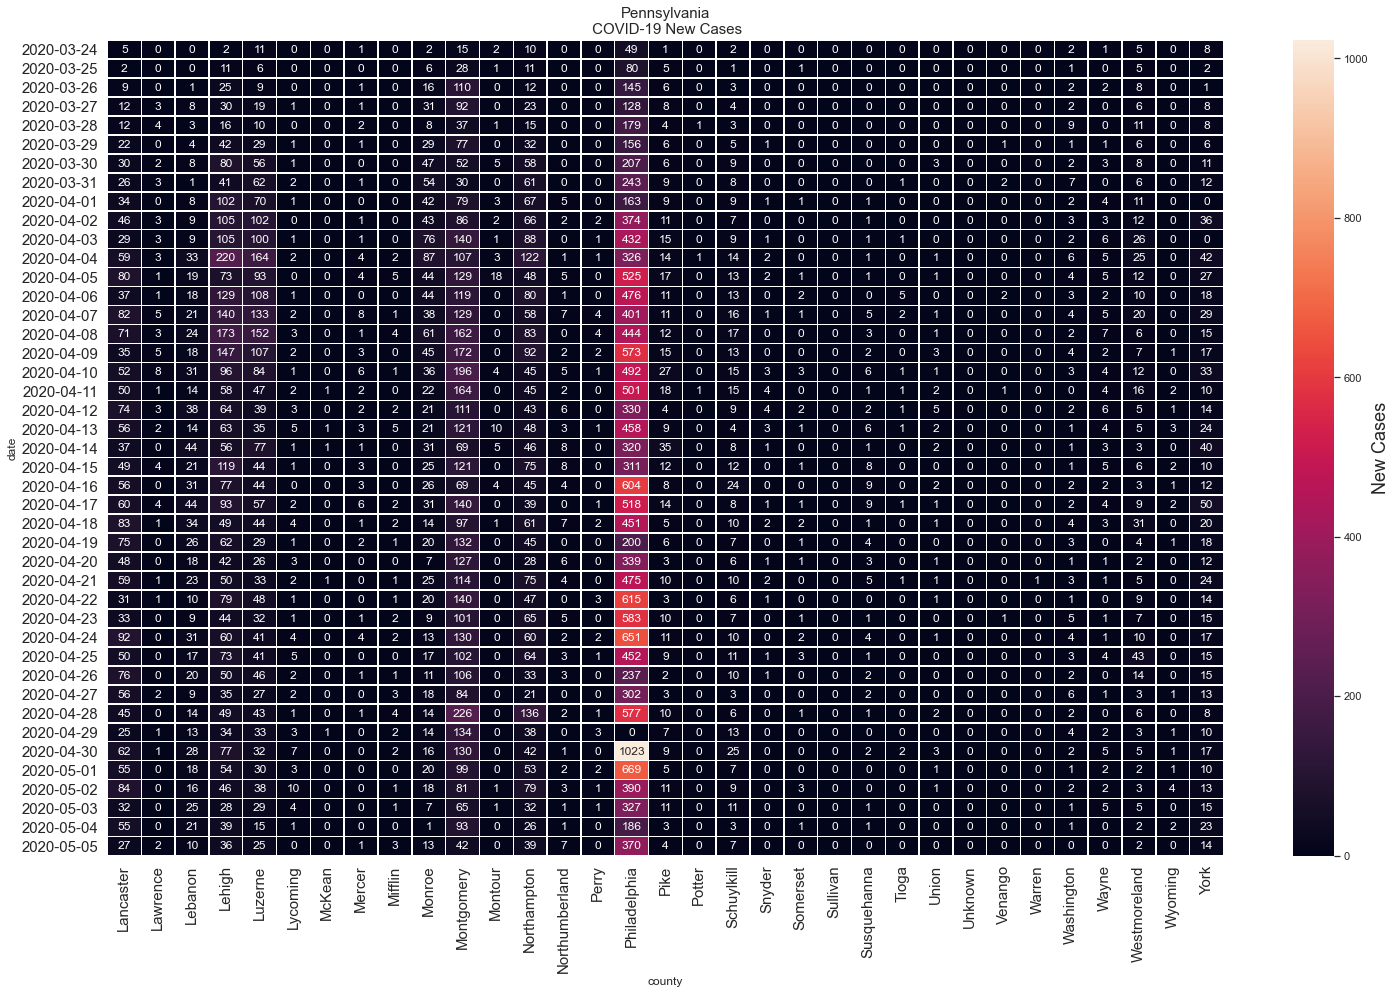 Pennsylvania
COVID-19 New Cases
2020-03-24 5 0 0 2 11 0 0 1 0 2 15 2 10 0 0 49 1 0 2 0 0 0 0 0 0 0 0 0 2 1 5 0 8
2020-03-25 2 0 0 11 6 0 0 0 0 6 28 1 11 0 0 80 5 0 1 0 1 0 0 0 0 0 0 0 1 0 5 0 2
2020-03-26 9 0 1 25 9 0 0 1 0 16 110 0 12 0 0 145 6 0 3 0 0 0 0 0 0 0 0 0 2 2 8 0 1
2020-03-27 12 3 8 30 19 1 0 1 0 31 92 0 23 0 0 128 8 0 4 0 0 0 0 0 0 0 0 0 2 0 6 0 8
2020-03-28 12 4 3 16 10 0 0 2 0 8 37 1 15 0 0 179 4 1 3 0 0 0 0 0 0 0 0 0 9 0 11 0 8
2020-03-29 22 0 4 42 29 1 0 1 0 29 77 0 32 0 0 156 6 0 5 1 0 0 0 0 0 0 1 0 1 1 6 0 6
2020-03-30 30 2 8 80 56 1 0 0 0 47 52 5 58 0 0 207 6 0 9 0 0 0 0 0 3 0 0 0 2 3 8 0 11
2020-03-31 26 3 1 41 62 2 0 1 0 54 30 0 61 0 0 243 9 0 8 0 0 0 0 1 0 0 2 0 7 0 6 0 12
2020-04-01 34 0 8 102 70 1 0 0 0 42 79 3 67 5 0 163 9 0 9 1 1 0 1 0 0 0 0 0 2 4 11 0 0
2020-04-02 46 3 9 105 102 0 0 1 0 43 86 2 66 2 2 374 11 0 7 0 0 0 1 0 0 0 0 0 3 3 12 0 36
2020-04-03 29 3 9 105 100 1 0 1 0 76 140 1 88 0 1 432 15 0 9 1 0 0 1 1 0 0 0 0 2 6 26 0 0
2020-04-04 59 3 33 220 164 2 0 4 2 87 107 3 122 1 1 326 14 1 14 2 0 0 1 0 1 0 0 0 6 5 25 0 42
2020-04-05 80 1 19 73 93 0 0 4 5 44 129 18 48 5 0 525 17 0 13 2 1 0 1 0 1 0 0 0 4 5 12 0 27
2020-04-06 37 1 18 129 108 1 0 0 0 44 119 0 80 1 0 476 11 0 13 0 2 0 0 5 0 0 2 0 3 2 10 0 18
2020-04-07 82 5 21 140 133 2 0 8 1 38 129 0 58 7 4 401 11 0 16 1 1 0 5 2 1 0 0 0 4 5 20 0 29
2020-04-08 71 3 24 173 152 3 0 1 4 61 162 0 83 0 4 444 12 0 17 0 0 0 3 0 1 0 0 0 2 7 6 0 15
2020-04-09 35 5 18 147 107 2 0 3 0 45 172 0 92 2 2 573 15 0 13 0 0 0 2 0 3 0 0 0 4 2 7 1 17
2020-04-10 52 8 31 96 84 1 0 6 1 36 196 4 45 5 1 492 27 0 15 3 3 0 6 1 1 0 0 0 3 4 12 0 33
2020-04-11 50 1 14 58 47 2 1 2 0 22 164 0 45 2 0 501 18 1 15 4 0 0 1 1 2 0 1 0 0 4 16 2 10
2020-04-12 74 3 38 64 39 3 0 2 2 21 111 0 43 6 0 330 4 0 9 4 2 0 2 1 5 0 0 0 2 6 5 1 14
2020-04-13 56 2 14 63 35 5 1 3 5 21 121 10 48 3 1 458 9 0 4 3 1 0 6 1 2 0 0 0 1 4 5 3 24
2020-04-14 37 0 44 56 77 1 1 1 0 31 69 5 46 8 0 320 35 0 8 1 0 0 1 0 2 0 0 0 1 3 3 0 40
2020-04-15 49 4 21 119 44 1 0 3 0 25 121 0 75 8 0 311 12 0 12 0 1 0 8 0 0 0 0 0 1 5 6 2 10
2020-04-16 56 0 31 77 44 0 0 3 0 26 69 4 45 4 0 604 8 0 24 0 0 0 9 0 2 0 0 0 2 2 3 1 12
2020-04-17 60 4 44 93 57 2 0 6 2 31 140 0 39 0 1 518 14 0 8 1 1 0 9 1 1 0 0 0 2 4 9 2 50
2020-04-18 83 1 34 49 44 4 0 1 2 14 97 1 61 7 2 451 5 0 10 2 2 0 1 0 1 0 0 0 4 3 31 0 20
2020-04-19 75 0 26 62 29 1 0 2 1 20 132 0 45 0 0 200 6 0 7 0 1 0 4 0 0 0 0 0 3 0 4 1 18
2020-04-20 48 0 18 42 26 3 0 0 0 7 127 0 28 6 0 339 3 0 6 1 1 0 3 0 1 0 0 0 1 1 2 0 12
2020-04-21 59 1 23 50 33 2 1 0 1 25 114 0 75 4 0 475 10 0 10 2 0 0 5 1 1 0 0 1 3 1 5 0 24
2020-04-22 31 1 10 79 48 1 0 0 1 20 140 0 47 0 3 615 3 0 6 1 0 0 0 0 1 0 0 0 1 0 9 0 14
2020-04-23 33 0 9 44 32 1 0 1 2 9 101 0 65 5 0 583 10 0 7 0 1 0 1 0 0 0 1 0 5 1 7 0 15
2020-04-24 92 0 31 60 41 4 0 4 2 13 130 0 60 2 2 651 11 0 10 0 2 0 4 0 1 0 0 0 4 1 10 0 17
2020-04-25 50 0 17 73 41 5 0 0 0 17 102 0 64 3 1 452 9 0 11 1 3 0 1 0 0 0 0 0 3 4 43 0 15
2020-04-26 76 0 20 50 46 2 0 1 1 11 106 0 33 3 0 237 2 0 10 1 0 0 2 0 0 0 0 0 2 0 14 0 15
2020-04-27 56 2 9 35 27 2 0 0 3 18 84 0 21 0 0 302 3 0 3 0 0 0 2 0 0 0 0 0 6 1 3 1 13
2020-04-28 45 0 14 49 43 1 0 1 4 14 226 0 136 2 1 577 10 0 6 0 1 0 1 0 2 0 0 0 2 0 6 0 8
2020-04-29 25 1 13 34 33 3 1 0 2 14 134 0 38 0 3 0 7 0 13 0 0 0 0 0 0 0 0 0 4 2 3 1 10
2020-04-30 62 1 28 77 32 7 0 0 2 16 130 0 42 1 0 1023 9 0 25 0 0 0 2 2 3 0 0 0 2 5 5 1 17
2020-05-01 55 0 18 54 30 3 0 0 0 20 99 0 53 2 2 669 5 0 7 0 0 0 0 0 1 0 0 0 1 2 2 1 10
2020-05-02 84 0 16 46 38 10 0 0 1 18 81 1 79 3 1 390 11 0 9 0 3 0 0 0 1 0 0 0 2 2 3 4 13
2020-05-03 32 0 25 28 29 4 0 0 1 7 65 1 32 1 1 327 11 0 11 0 0 0 1 0 0 0 0 0 1 5 5 0 15
2020-05-04 55 0 21 39 15 1 0 0 0 1 93 0 26 1 0 186 3 0 3 0 1 0 1 0 0 0 0 0 1 0 2 2 23
2020-05-05 27 2 10 36 25 0 0 1 3 13 42 0 39 7 0 370 4 0 7 0 0 0 0 0 0 0 0 0 0 0 2 0 14
date
Lancaster
Lawrence
Lebanon
Lehigh
Luzerne
Lycoming
McKean
Mercer
Mifflin
Monroe
Montgomery
Montour
Northampton
Northumberland
Perry
Philadelphia
Pike
Potter
Schuylkill
Snyder
Somerset
Sullivan
Susquehanna
Tioga
Union
Unknown
Venango
Warren
Washington
Wayne
Westmoreland
Wyoming
York
county
1000
800
600
400
200
0
New Cases